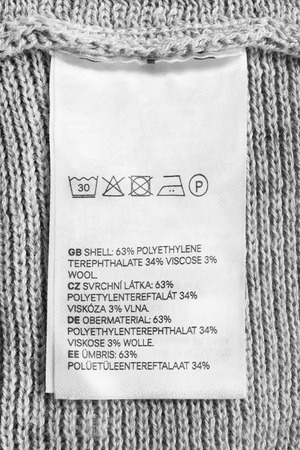 30 P
GB SHELL: 63% POLYETHYLENE
TEREPHTHALATE 34% VISCOSE 3%
WOOL.
CZ SVRCHNÍ LÁTKA: 63%
POLYETYLENTEREFTALÁT 34%
VISKÓZA 3% VLNA.
DE OBERMATERIAL: 63%
POLYETHYLENTEREPHTHALAT 34%
VISKOSE 3% WOLLE.
EE ÜMBRIS: 63%
POLÜETÜLEENTEREFTALAAT 34%